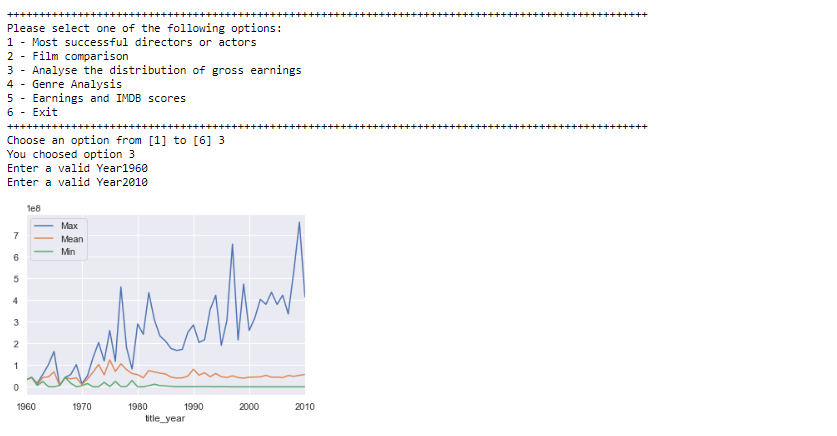 ++++++++++++++++++++++++++++++++++++++++++++++++++++++++++++++++++++++++++++++++++++++++++++++++++++
Please select one of the following options:
1 - Most successful directors or actors
2 - Film comparison
3 - Analyse the distribution of gross earnings
4 - Genre Analysis
5 - Earnings and IMDB scores
6 - Exit
++++++++++++++++++++++++++++++++++++++++++++++++++++++++++++++++++++++++++++++++++++++++++++++++++++
Choose an option from [1] to [6] 3
You choosed option 3
Enter a valid Year1960
Enter a valid Year2010
1e8
Max
Mean
Min
7
6
5
4
3
2
1
0
1960 1970 1980 1990 2000 2010
title_year